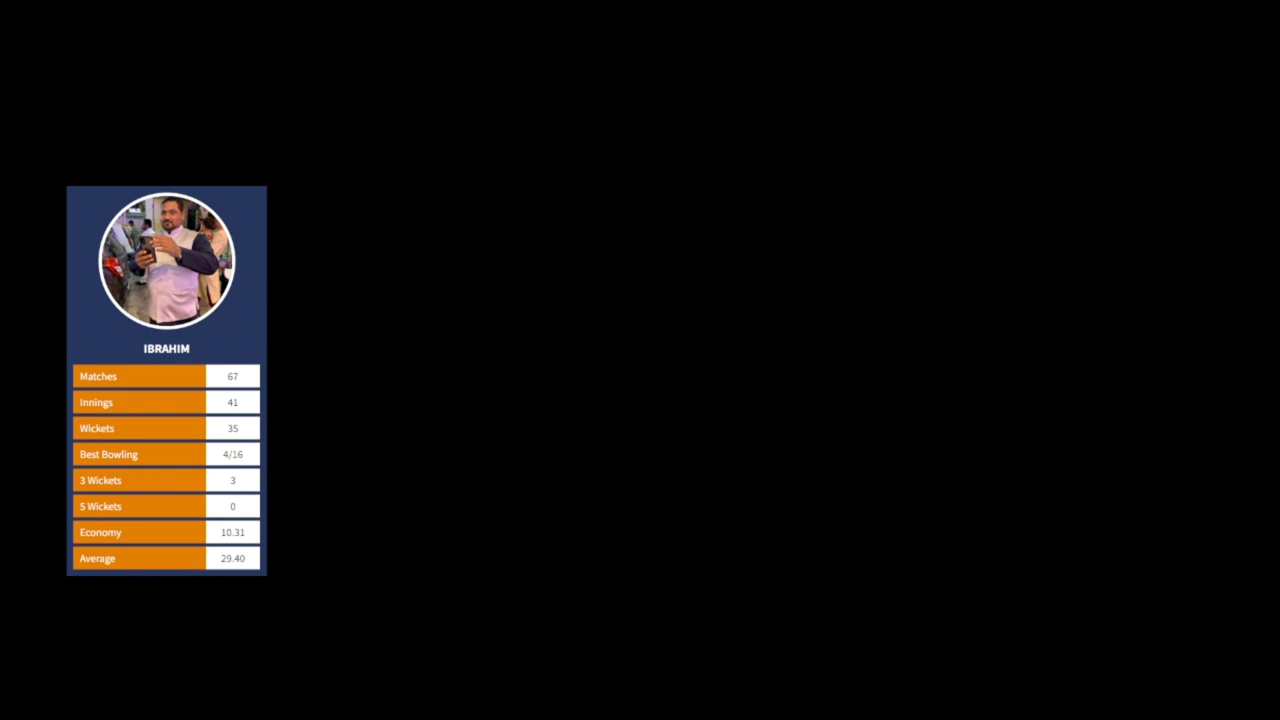 IBRAHIM
Matches 67
Innings 41
Wickets 35
Best Bowling 4/16
3 Wickets 3
5 Wickets 0
Economy 10.31
Average 29.40